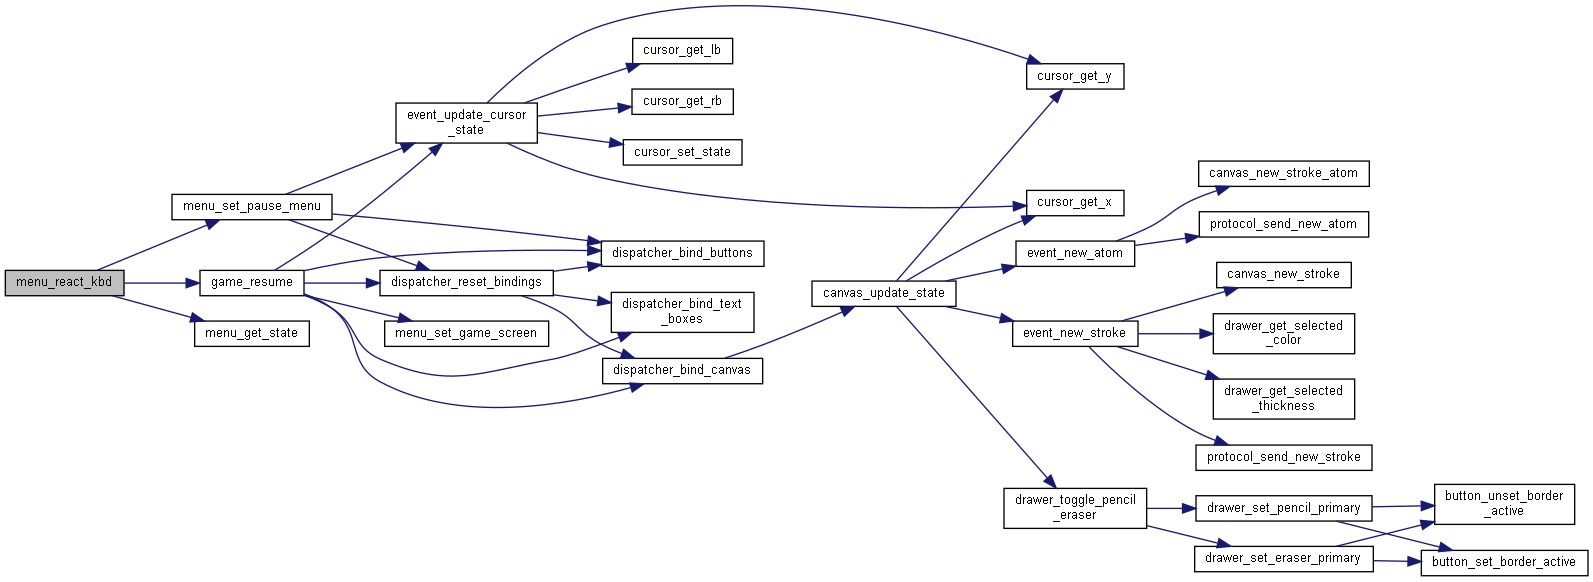 menu_react_kbd
menu_set_pause_menu
game_resume
menu_get_state
event_update_cursor
_state
dispatcher_reset_bindings
menu_set_game_screen
cursor_get_lb
cursor_get_rb
cursor_set_state
dispatcher_bind_buttons
dispatcher_bind_text
_boxes
dispatcher_bind_canvas
canvas_update_state
cursor_get_y
cursor_get_x
event_new_atom
event_new_stroke
drawer_toggle_pencil
_eraser
canvas_new_stroke_atom
protocol_send_new_atom
canvas_new_stroke
drawer_get_selected
_color
drawer_get_selected
_thickness
protocol_send_new_stroke
drawer_set_pencil_primary
drawer_set_eraser_primary
button_unset_border
_active
button_set_border_active